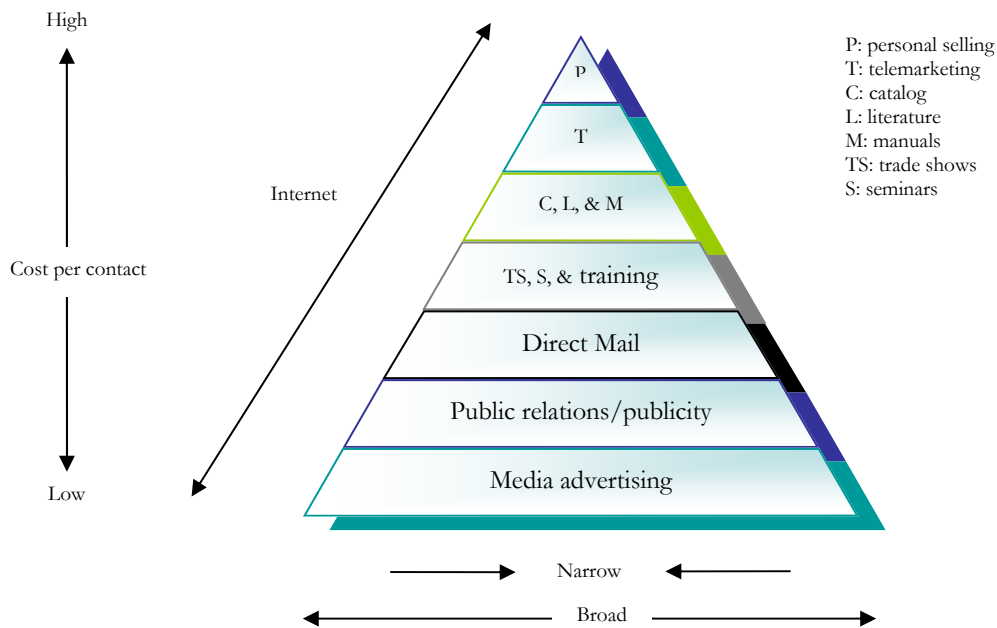 High
P: personal selling
T: telemarketing
C: catalog
L: literature
M: manuals
TS: trade shows
S: seminars
Internet
Cost per contact
Low
P
T
C, L, & M
TS, S, & training
Direct Mail
Public relations/publicity
Media advertising
Narrow
Broad